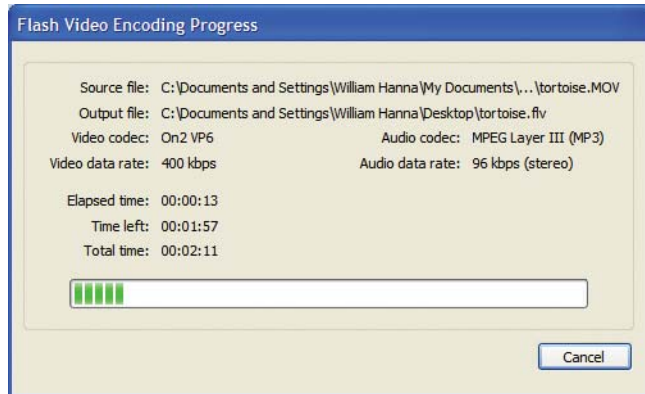 Flash Video Encoding Progress
Source file: C:\Documents and Settings\William Hanna\My Documents\...\tortoise.MOV
Output file: C:\Documents and Settings\William Hanna\Desktop\tortoise.flv
Video codec: On2 VP6 Audio codec: MPEG Layer III (MP3)
Video data rate: 400 kbps Audio data rate: 96 kbps (stereo)
Elapsed time: 00:00:13
Time left: 00:01:57
Total time: 00:02:11
Cancel